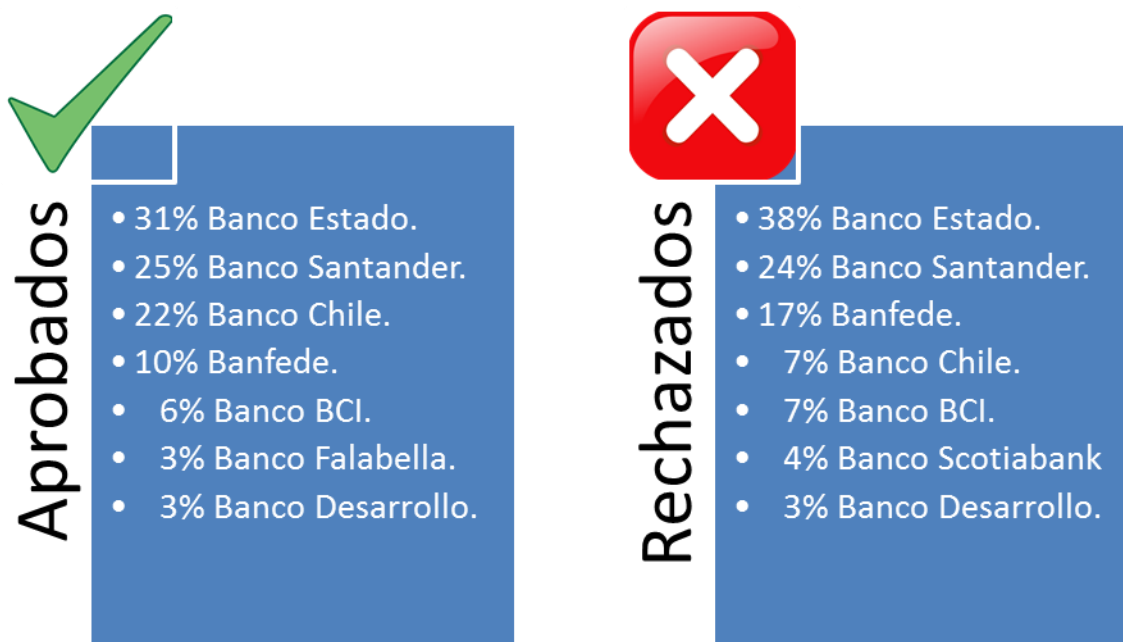 Aprobados
• 31% Banco Estado.
• 25% Banco Santander.
• 22% Banco Chile.
• 10% Banfede.
• 6% Banco BCI.
• 3% Banco Falabella.
• 3% Banco Desarrollo.
Rechazados
• 38% Banco Estado.
• 24% Banco Santander.
• 17% Banfede.
• 7% Banco Chile.
• 7% Banco BCI.
• 4% Banco Scotiabank
• 3% Banco Desarrollo.